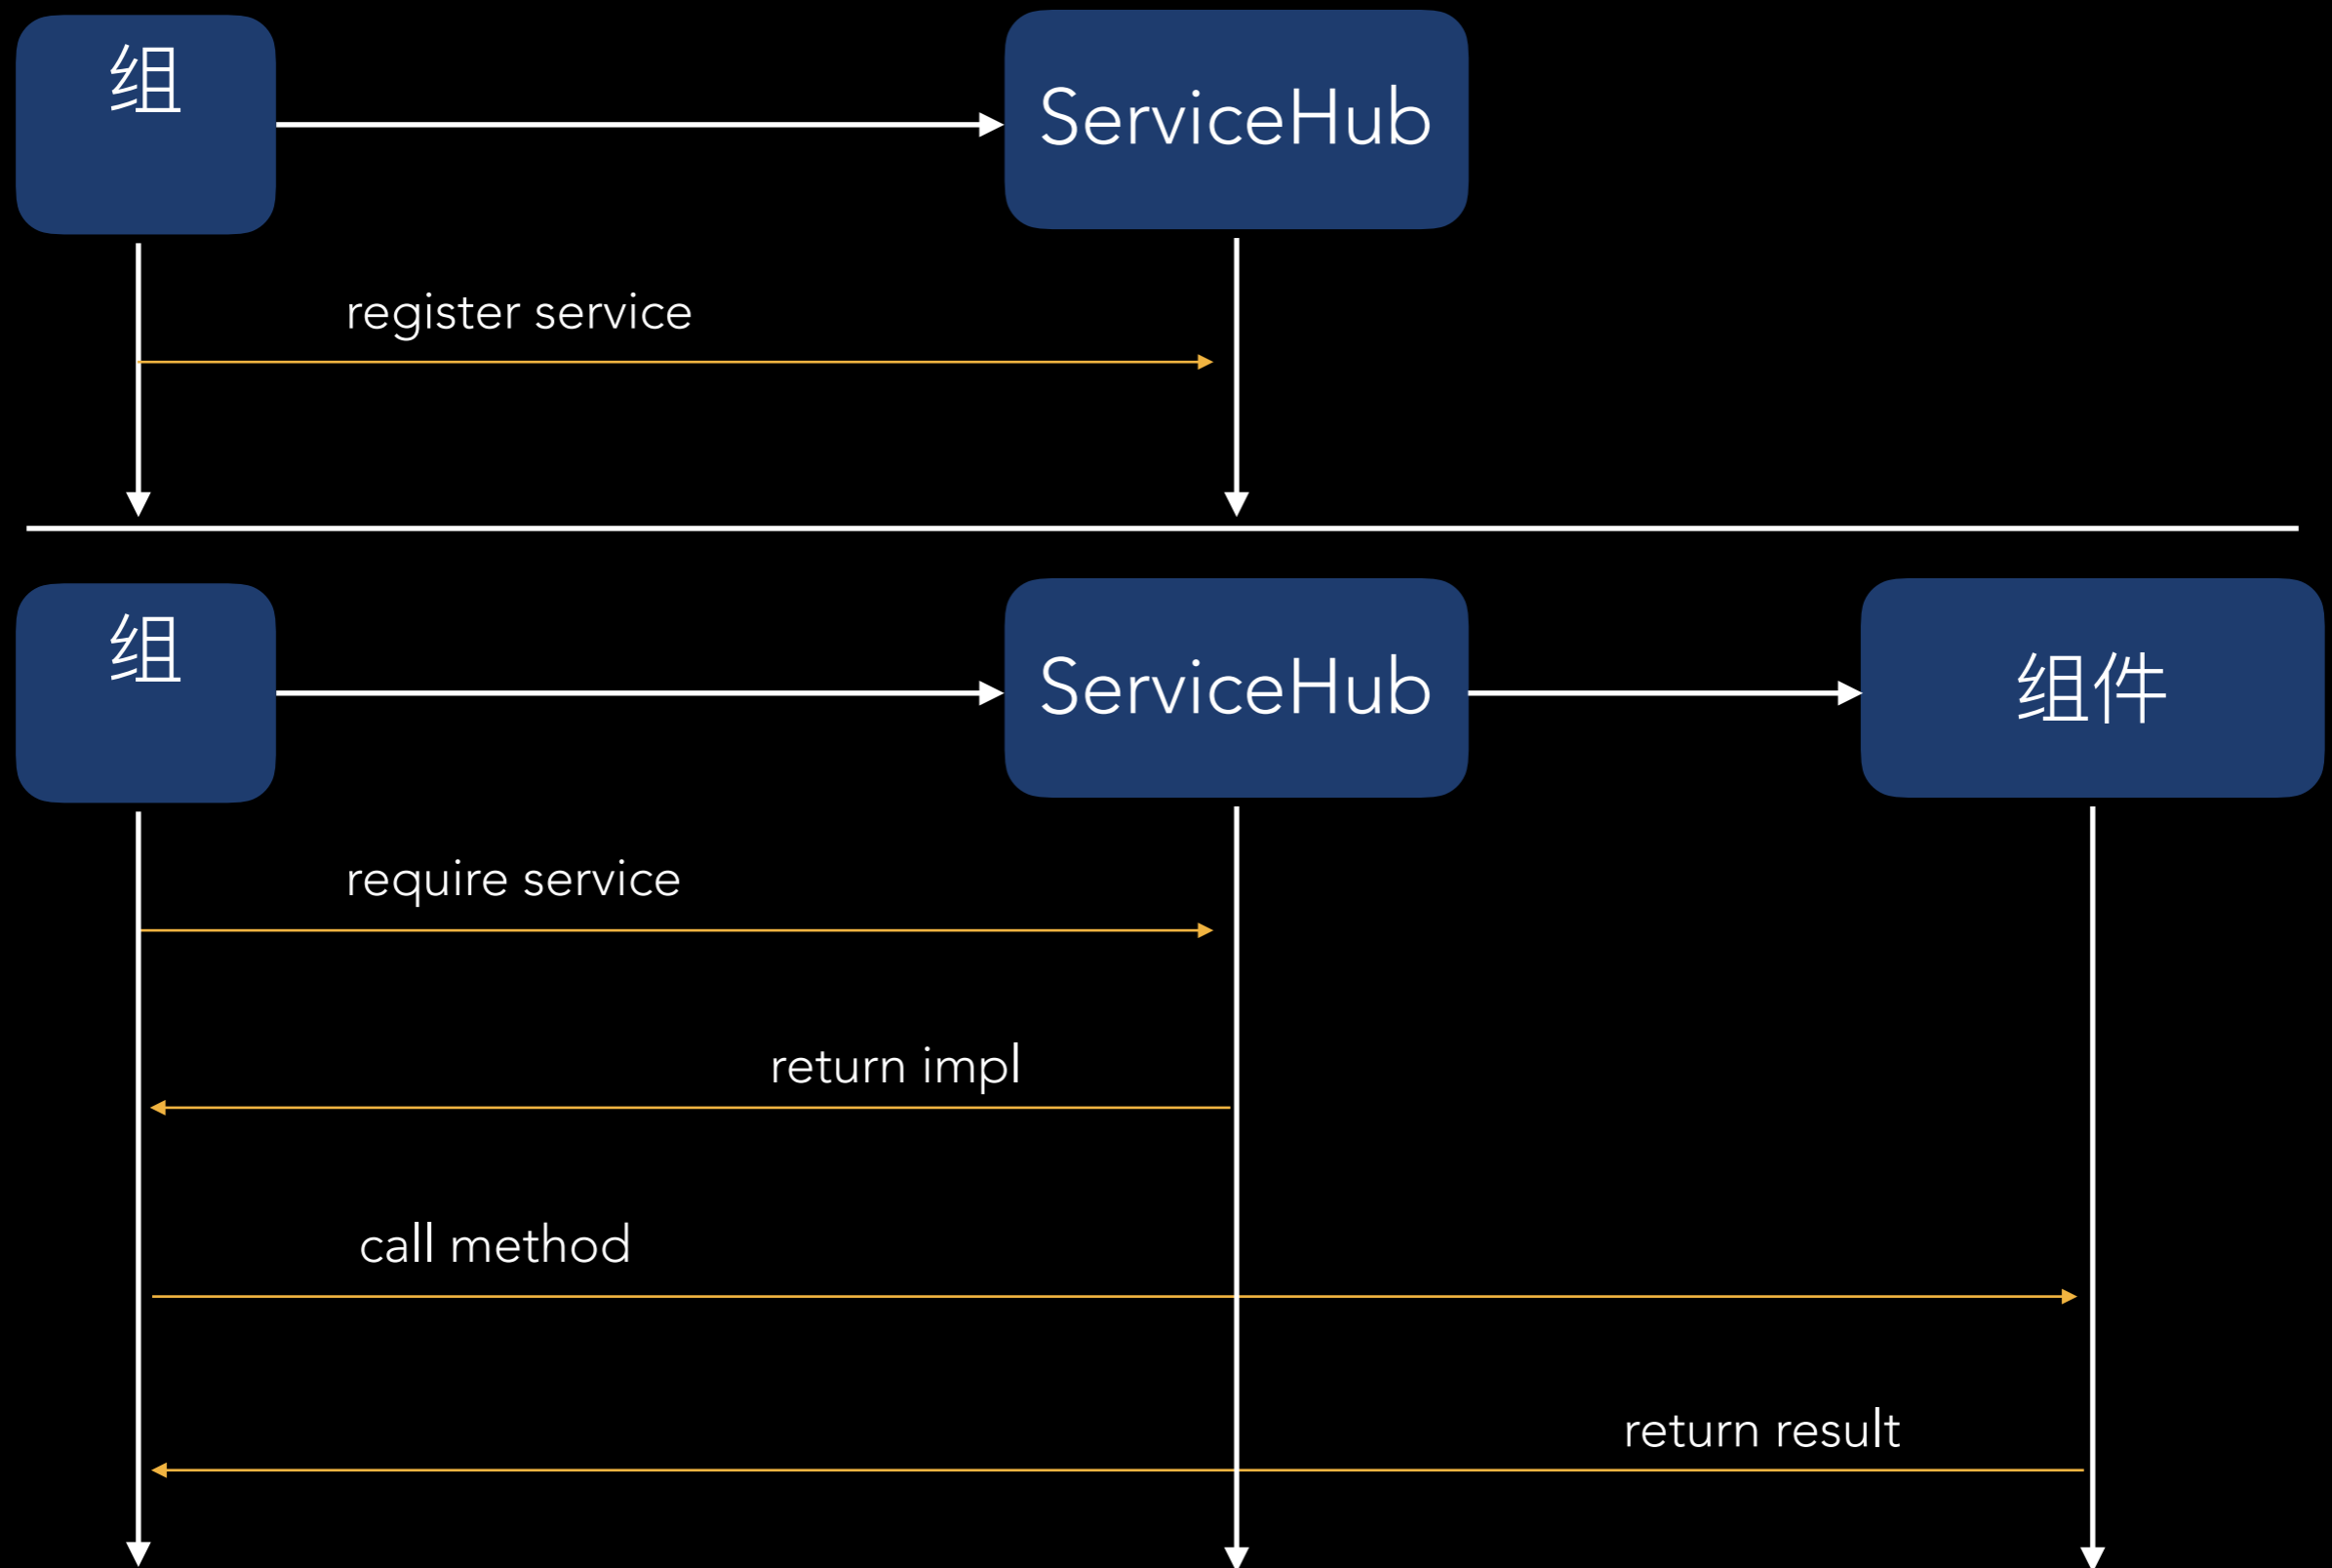 组
ServiceHub
register service
组
ServiceHub
组件
require service
return impl
call method
return result